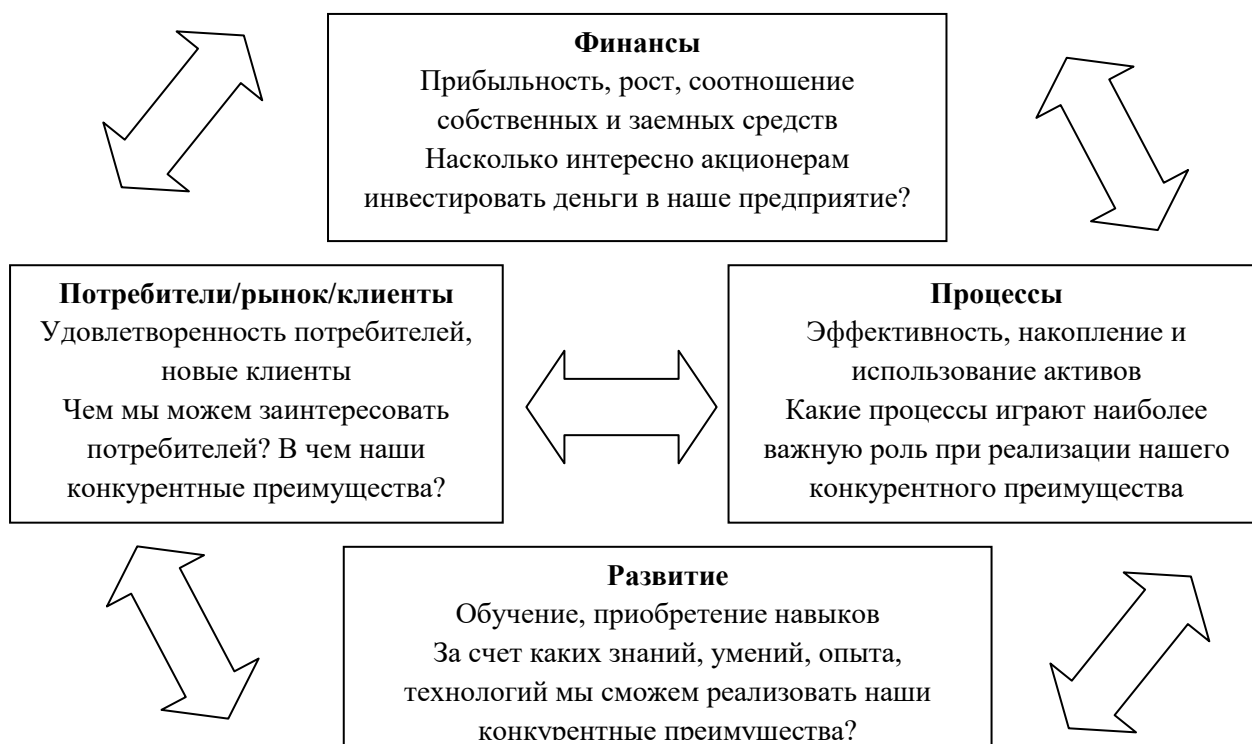 Финансы
Прибыльность, рост, соотношение
собственных и заемных средств
Насколько интересно акционерам
инвестировать деньги в наше предприятие?
Потребители/рынок/клиенты
Удовлетворенность потребителей,
новые клиенты
Чем мы можем заинтересовать
потребителей? В чем наши
конкурентные преимущества?
Процессы
Эффективность, накопление и
использование активов
Какие процессы играют наиболее
важную роль при реализации нашего
конкурентного преимущества
Развитие
Обучение, приобретение навыков
За счет каких знаний, умений, опыта,
технологий мы сможем реализовать наши
конкурентные преимущества?